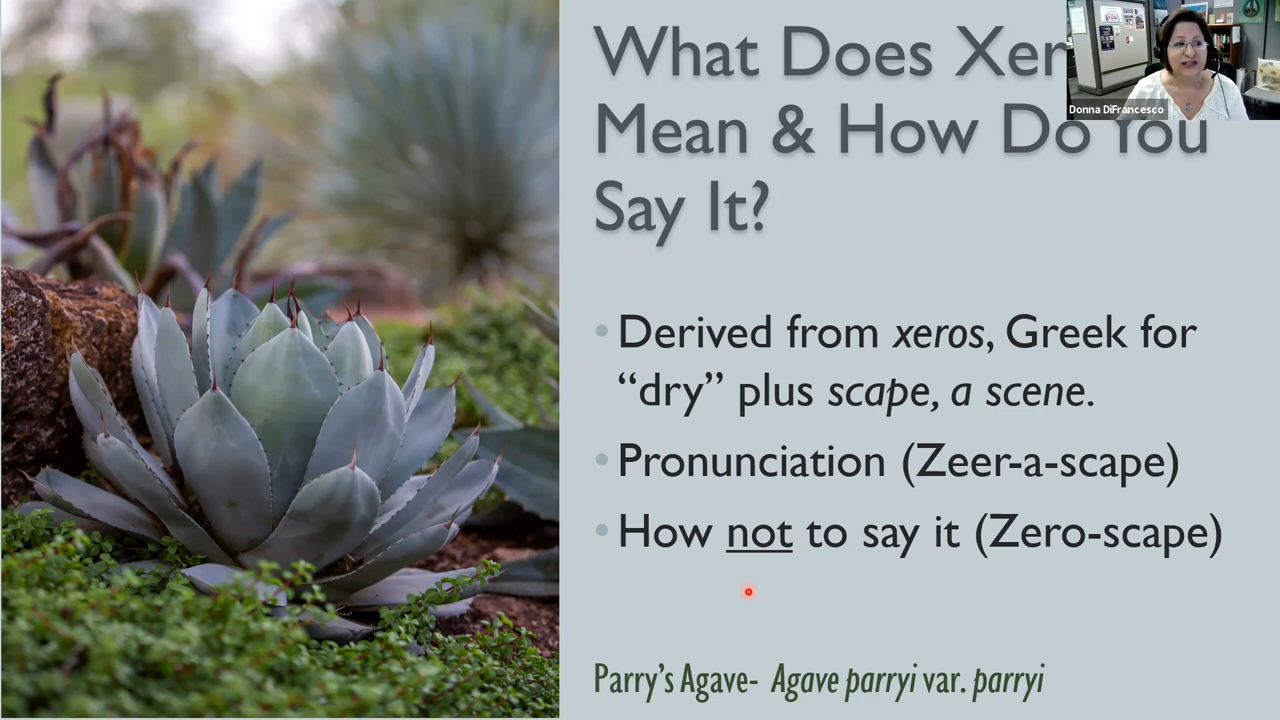 What Does Xer
Mean & How Do You
Say It?
Donna DiFrancesco
• Derived from xeros, Greek for
“dry” plus scape, a scene.
• Pronunciation (Zeer-a-scape)
• How not to say it (Zero-scape)
Parry’s Agave- Agave parryi var. parryi